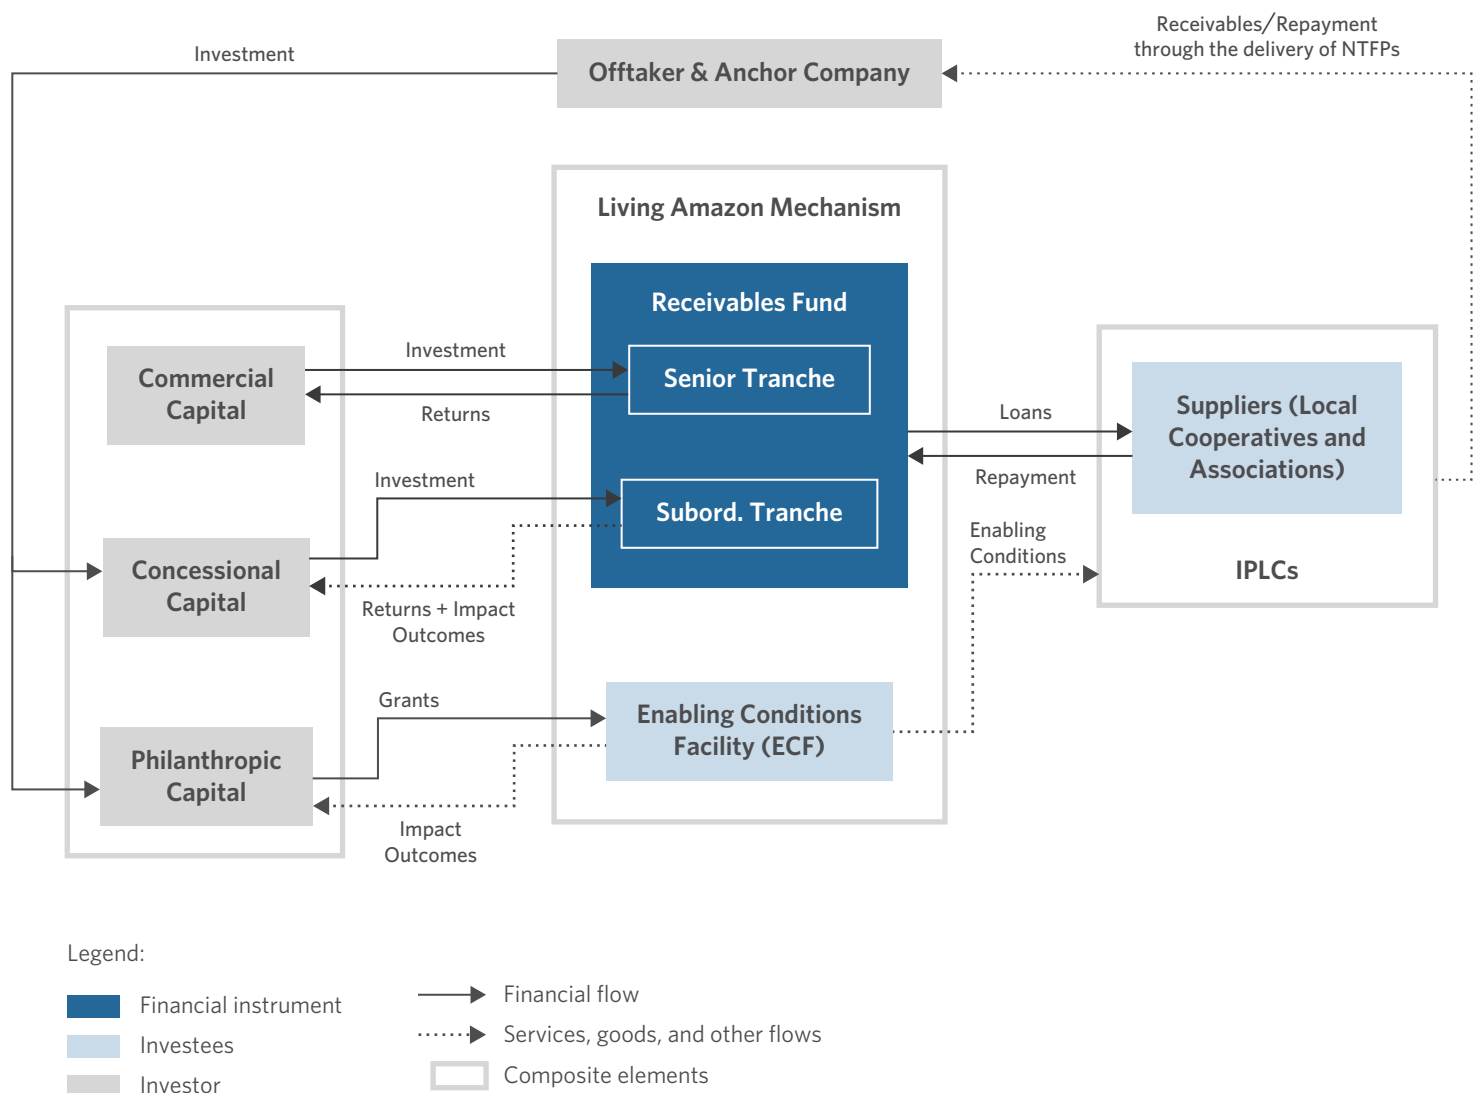 Receivables/Repayment
through the delivery of NTFPs
Investment
Offtaker & Anchor Company
Living Amazon Mechanism
Receivables Fund
Commercial
Capital
Investment
Returns
Senior Tranche
Loans
Repayment
Suppliers (Local
Cooperatives and
Associations)
Investment
Subord. Tranche
Concessional
Capital
Returns + Impact
Outcomes
Enabling
Conditions
IPLCs
Grants
Enabling Conditions
Facility (ECF)
Philanthropic
Capital
Impact
Outcomes
Legend:
Financial instrument
Investees
Investor
Financial flow
Services, goods, and other flows
Composite elements